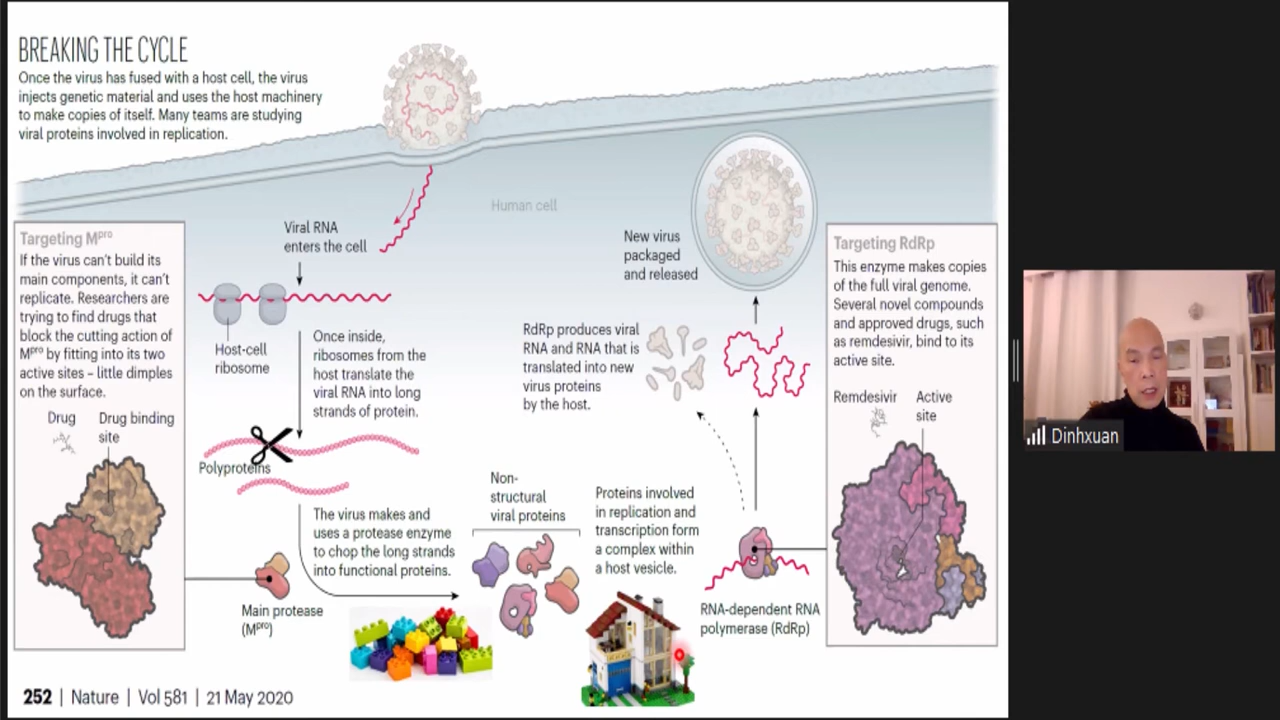 BREAKING THE CYCLE
Once the virus has fused with a host cell, the virus
injects genetic material and uses the host machinery
to make copies of itself. Many teams are studying
viral proteins involved in replication.
Human cell
Targeting Mpro
If the virus can't build its
main components, it can't
replicate. Researchers are
trying to find drugs that
block the cutting action of
Mpro by fitting into its two
active sites – little dimples
on the surface.
Drug
Drug binding
site
Viral RNA
enters the cell
Host-cell
ribosome
Once inside,
ribosomes from the
host translate the
viral RNA into long
strands of protein.
Polyproteins
The virus makes and
uses a protease enzyme
to chop the long strands
into functional proteins.
Main protease
(Mpro)
Non-
structural
viral proteins
Proteins involved
in replication and
transcription form
a complex within
a host vesicle.
RNA-dependent RNA
polymerase (RdRp)
RdRp produces viral
RNA and RNA that is
translated into new
virus proteins
by the host.
New virus
packaged
and released
Targeting RdRp
This enzyme makes copies
of the full viral genome.
Several novel compounds
and approved drugs, such
as remdesivir, bind to its
active site.
Remdesivir
Active
site
252 | Nature | Vol 581 | 21 May 2020
Dinhxuan